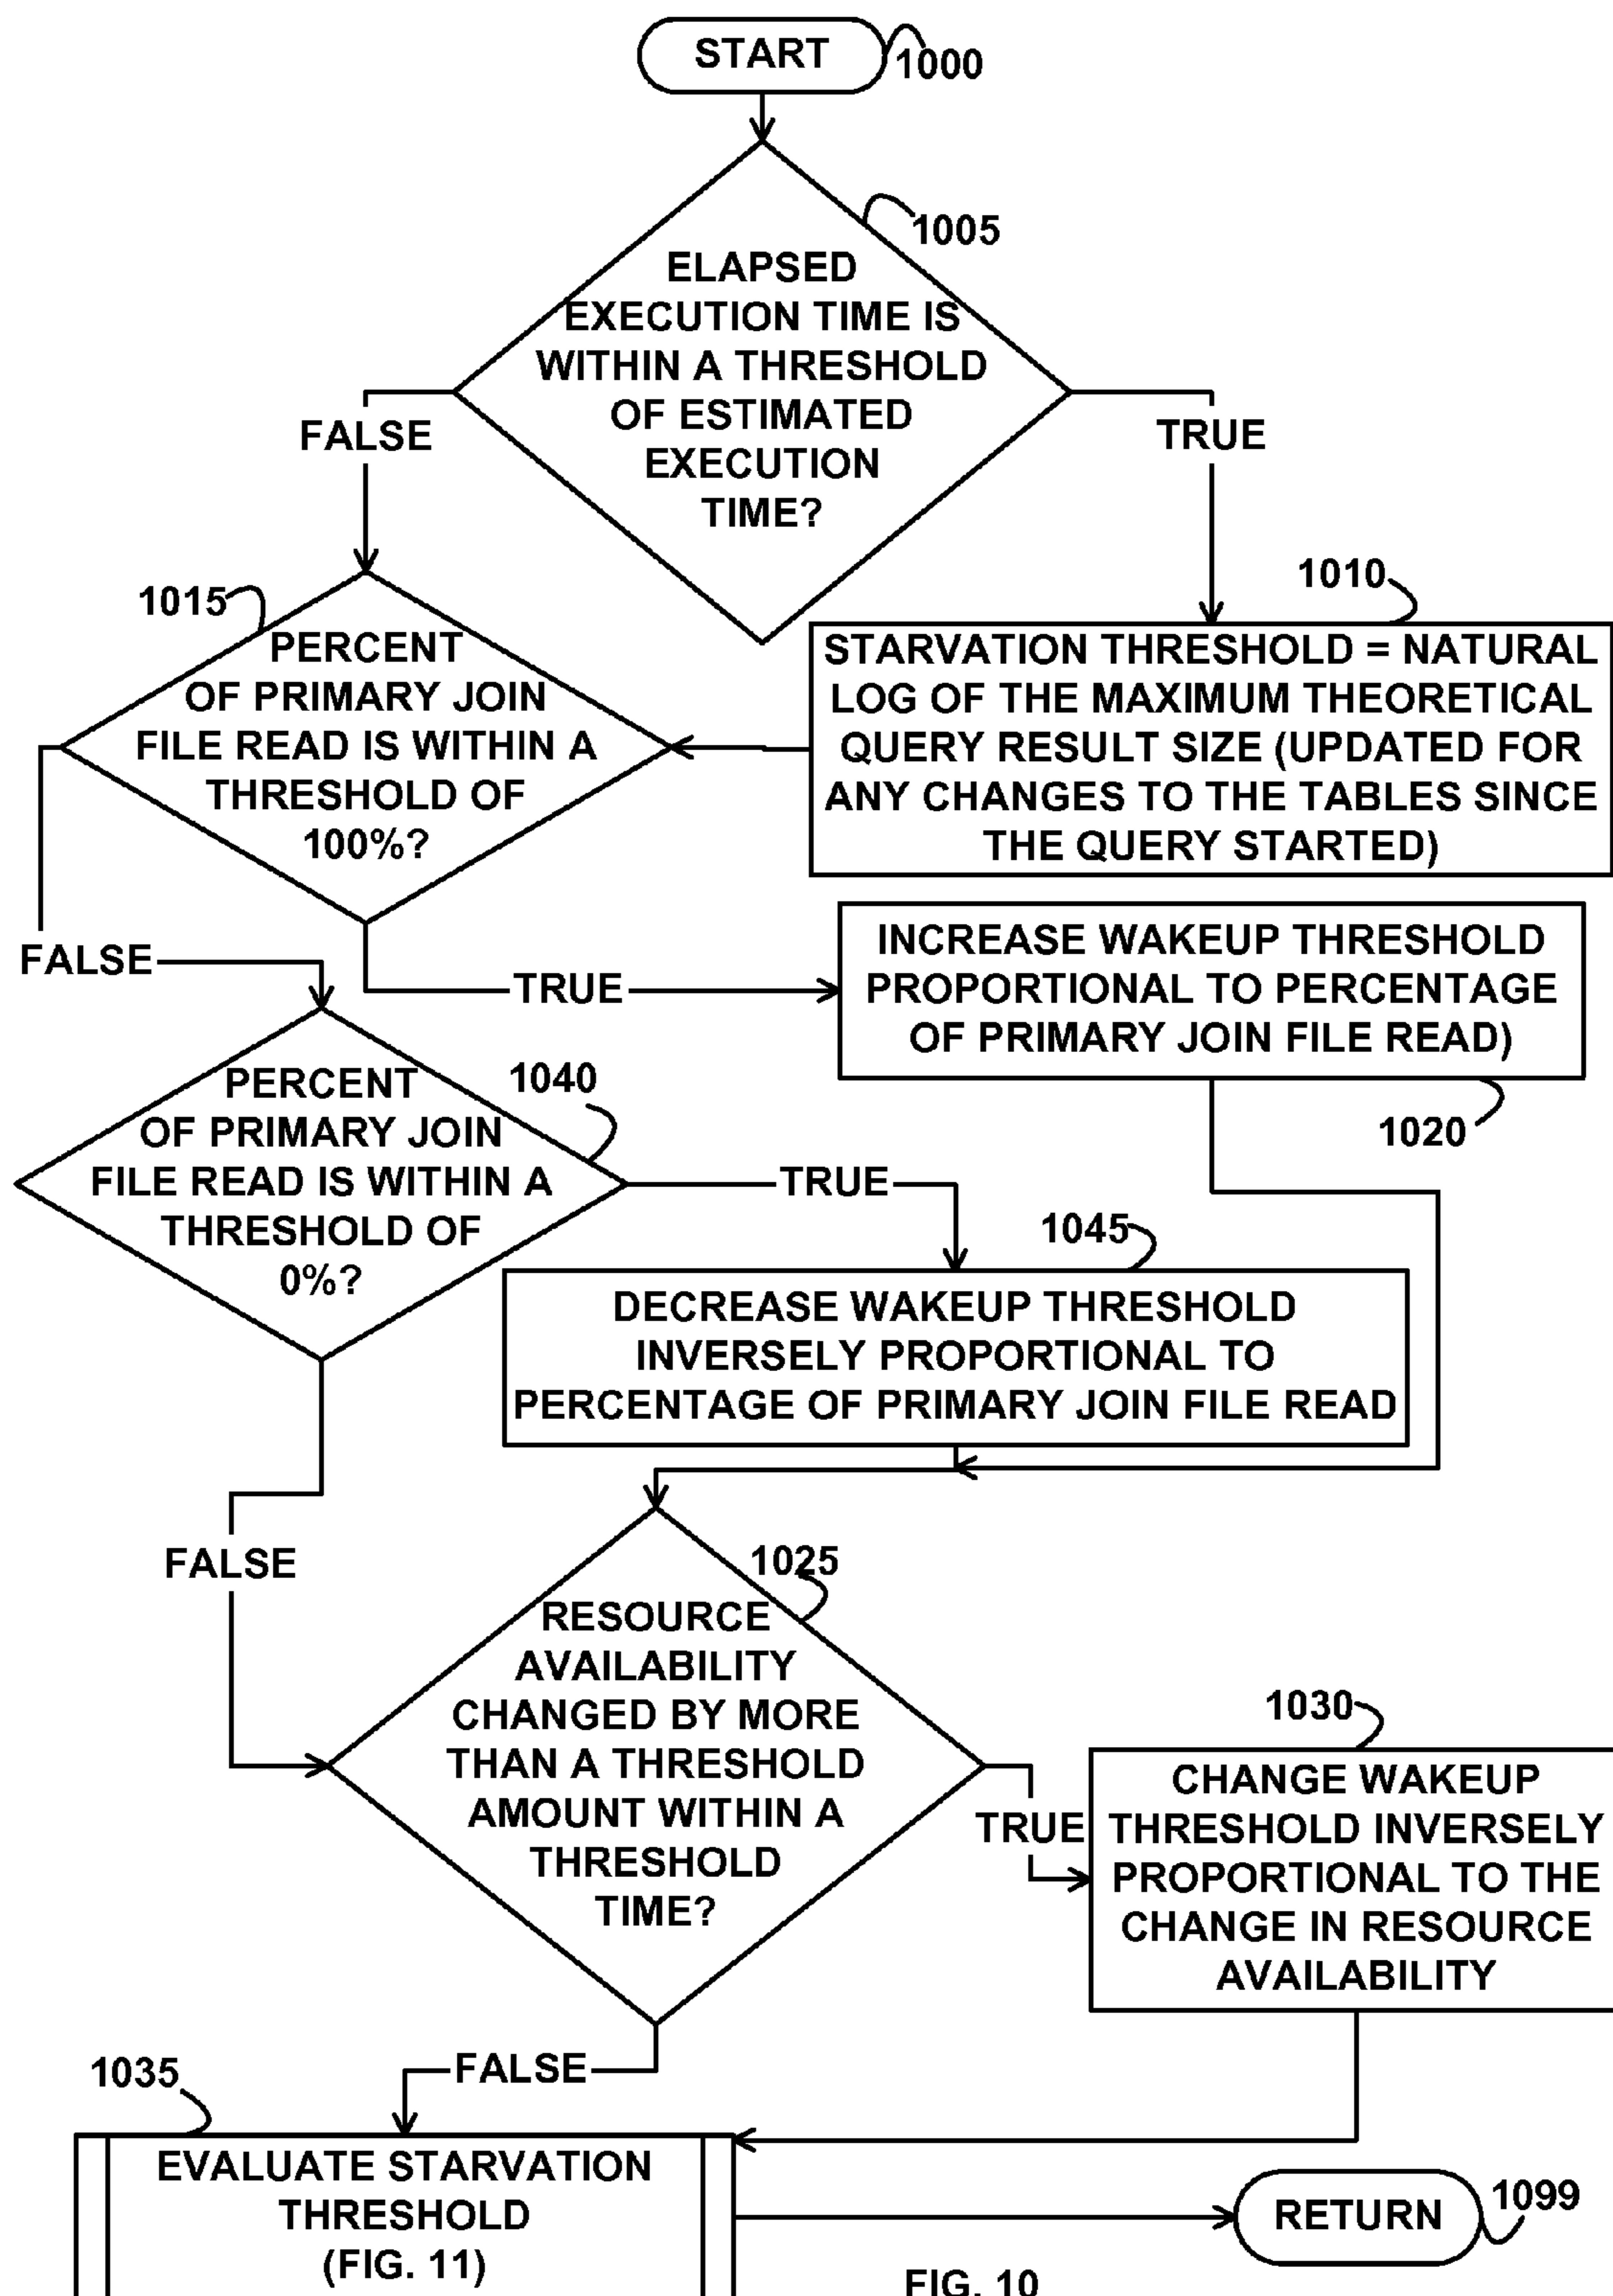 START
1000
1005
ELAPSED
EXECUTION TIME IS
WITHIN A THRESHOLD
OF ESTIMATED
EXECUTION
TIME?
FALSE
TRUE
1010
STARVATION THRESHOLD = NATURAL
LOG OF THE MAXIMUM THEORETICAL
QUERY RESULT SIZE (UPDATED FOR
ANY CHANGES TO THE TABLES SINCE
THE QUERY STARTED)
1015
PERCENT
OF PRIMARY JOIN
FILE READ IS WITHIN A
THRESHOLD OF
100%?
FALSE
TRUE
INCREASE WAKEUP THRESHOLD
PROPORTIONAL TO PERCENTAGE
OF PRIMARY JOIN FILE READ)
1020
1040
PERCENT
OF PRIMARY JOIN
FILE READ IS WITHIN A
THRESHOLD OF
0%?
TRUE
1045
DECREASE WAKEUP THRESHOLD
INVERSELY PROPORTIONAL TO
PERCENTAGE OF PRIMARY JOIN FILE READ
FALSE
1025
RESOURCE
AVAILABILITY
CHANGED BY MORE
THAN A THRESHOLD
AMOUNT WITHIN A
THRESHOLD
TIME?
TRUE
1030
CHANGE WAKEUP
THRESHOLD INVERSELY
PROPORTIONAL TO THE
CHANGE IN RESOURCE
AVAILABILITY
FALSE
1035
EVALUATE STARVATION
THRESHOLD
(FIG. 11)
RETURN
1099
FIG. 10